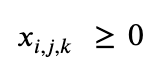 x_{i,j,k} ≥ 0